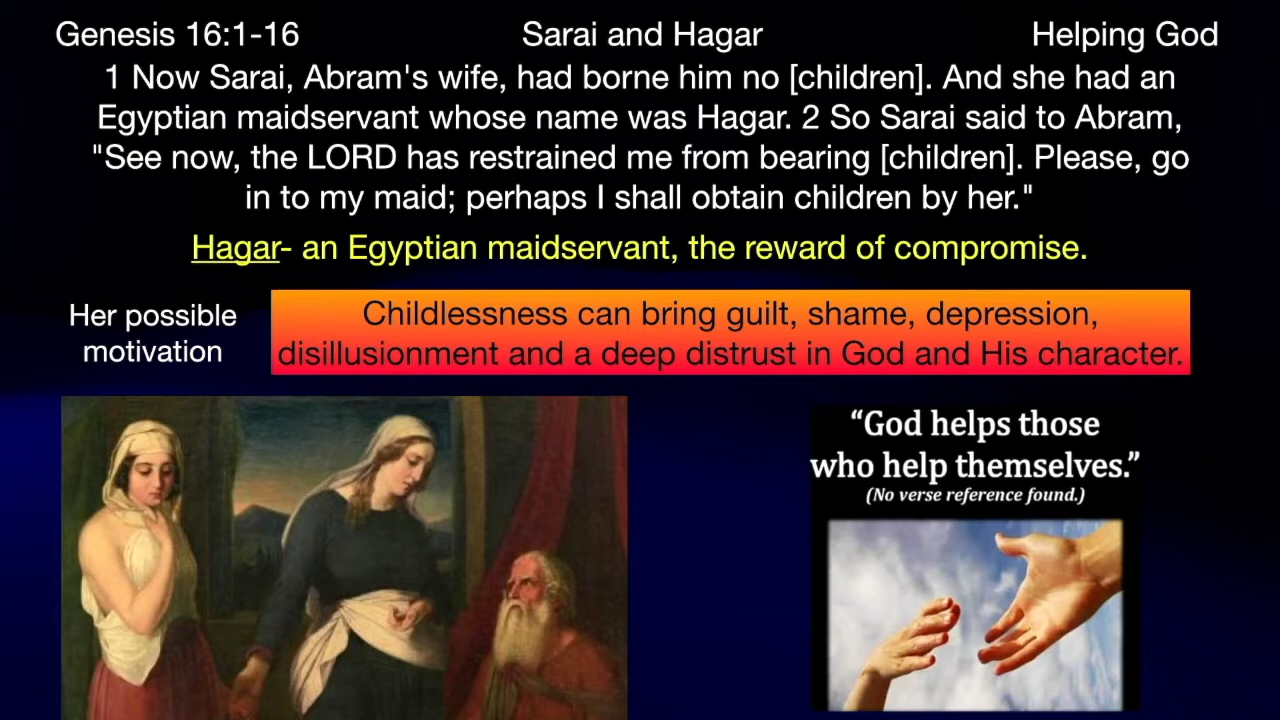 Genesis 16:1-16 Sarai and Hagar Helping God
1 Now Sarai, Abram's wife, had borne him no [children]. And she had an
Egyptian maidservant whose name was Hagar. 2 So Sarai said to Abram,
"See now, the LORD has restrained me from bearing [children]. Please, go
in to my maid; perhaps I shall obtain children by her."
Hagar- an Egyptian maidservant, the reward of compromise.
Her possible
motivation
Childlessness can bring guilt, shame, depression,
disillusionment and a deep distrust in God and His character.
“God helps those
who help themselves.”
(No verse reference found.)